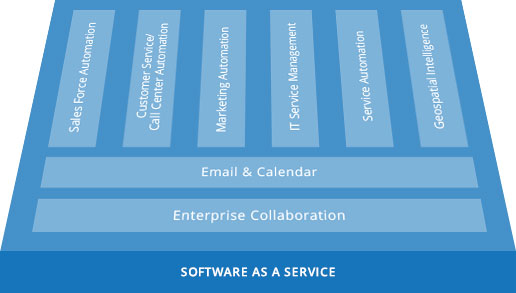 Sales Force Automation
Customer Service/
Call Center Automation
Marketing Automation
IT Service Management
Service Automation
Geospatial Intelligence
Email & Calendar
Enterprise Collaboration
SOFTWARE AS A SERVICE